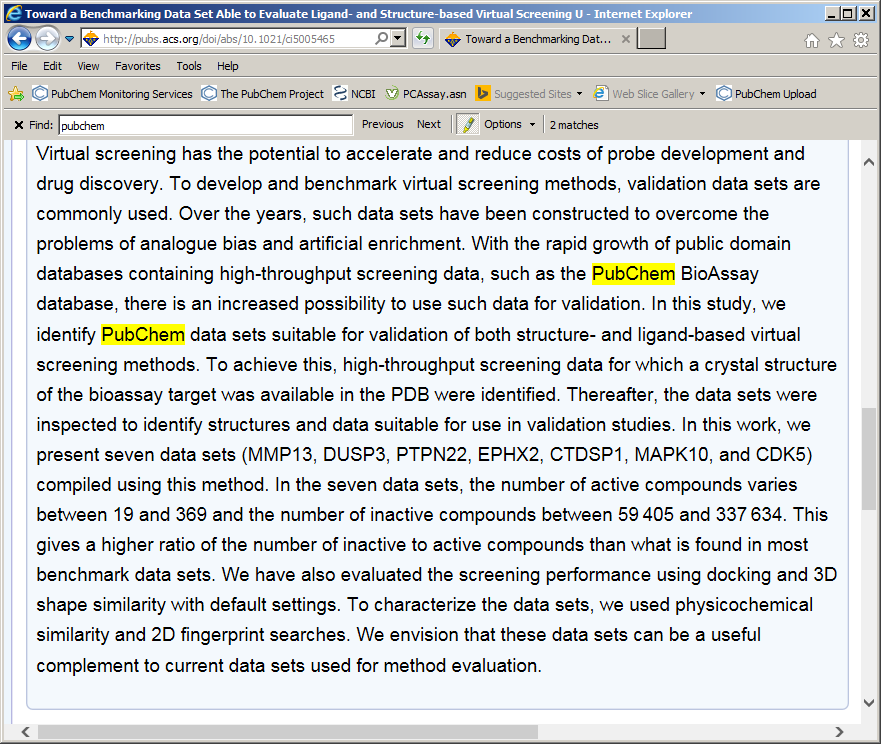 Toward a Benchmarking Data Set Able to Evaluate Ligand- and Structure-based Virtual Screening U - Internet Explorer
http://pubs.acs.org/doi/abs/10.1021/ci5005465
Toward a Benchmarking Dat...
File Edit View Favorites Tools Help
PubChem Monitoring Services The PubChem Project NCBI PCAssay.asn Suggested Sites Web Slice Gallery PubChem Upload
Find: pubchem Previous Next Options 2 matches
Virtual screening has the potential to accelerate and reduce costs of probe development and
drug discovery. To develop and benchmark virtual screening methods, validation data sets are
commonly used. Over the years, such data sets have been constructed to overcome the
problems of analogue bias and artificial enrichment. With the rapid growth of public domain
databases containing high-throughput screening data, such as the PubChem BioAssay
database, there is an increased possibility to use such data for validation. In this study, we
identify PubChem data sets suitable for validation of both structure- and ligand-based virtual
screening methods. To achieve this, high-throughput screening data for which a crystal structure
of the bioassay target was available in the PDB were identified. Thereafter, the data sets were
inspected to identify structures and data suitable for use in validation studies. In this work, we
present seven data sets (MMP13, DUSP3, PTPN22, EPHX2, CTDSP1, MAPK10, and CDK5)
compiled using this method. In the seven data sets, the number of active compounds varies
between 19 and 369 and the number of inactive compounds between 59 405 and 337 634. This
gives a higher ratio of the number of inactive to active compounds than what is found in most
benchmark data sets. We have also evaluated the screening performance using docking and 3D
shape similarity with default settings. To characterize the data sets, we used physicochemical
similarity and 2D fingerprint searches. We envision that these data sets can be a useful
complement to current data sets used for method evaluation.